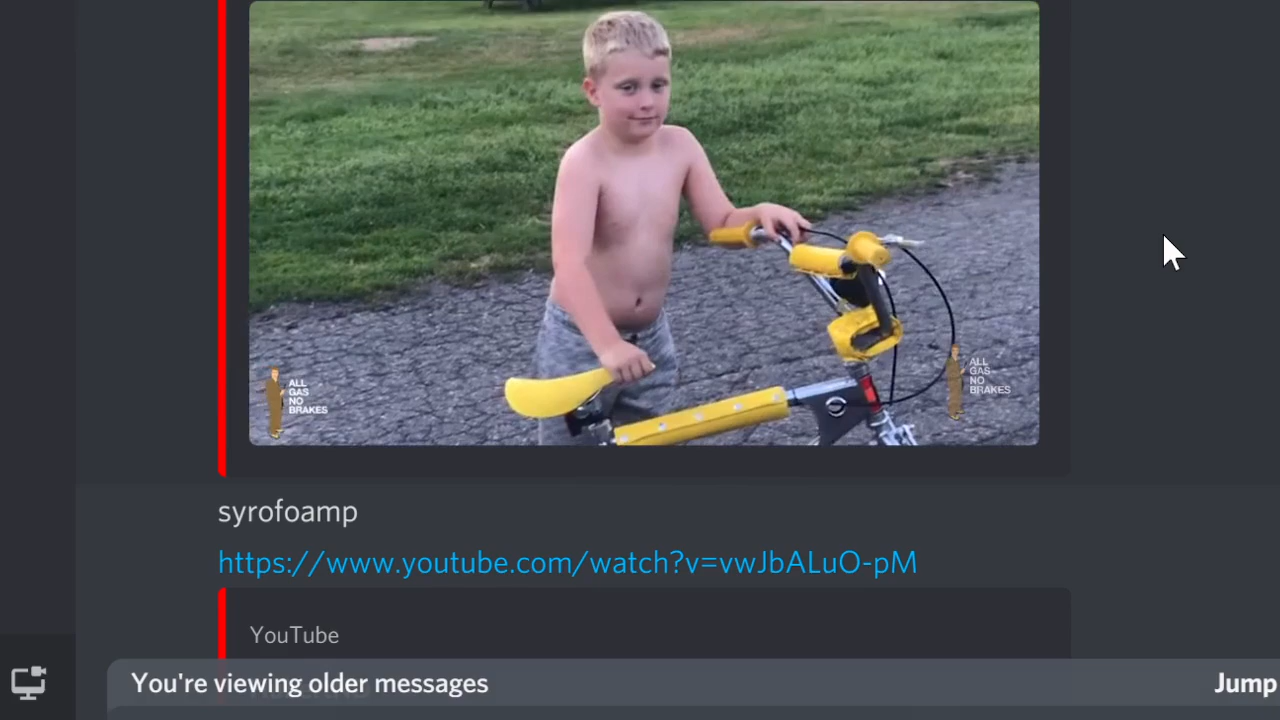 ALL
GAS
NO
BRAKES
ALL
GAS
NO
BRAKES
syrofoamp
https://www.youtube.com/watch?v=vwJbALuO-pM
YouTube
You're viewing older messages
Jump